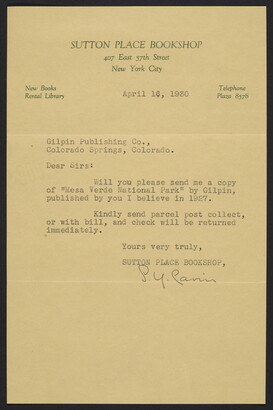 SUTTON PLACE BOOKSHOP
407 East 57th Street
New York City
New Books
Rental Library
Telephone
Plaza 8376
April 16, 1930
Gilpin Publishing Co.,
Colorado Springs, Colorado.
Dear Sirs:
Will you please send me a copy
of "Mesa Verde National Park" by Gilpin,
published by you I believe in 1927.
Kindly send parcel post collect,
or with bill, and check will be returned
immediately.
Yours very truly,
SUTTON PLACE BOOKSHOP,